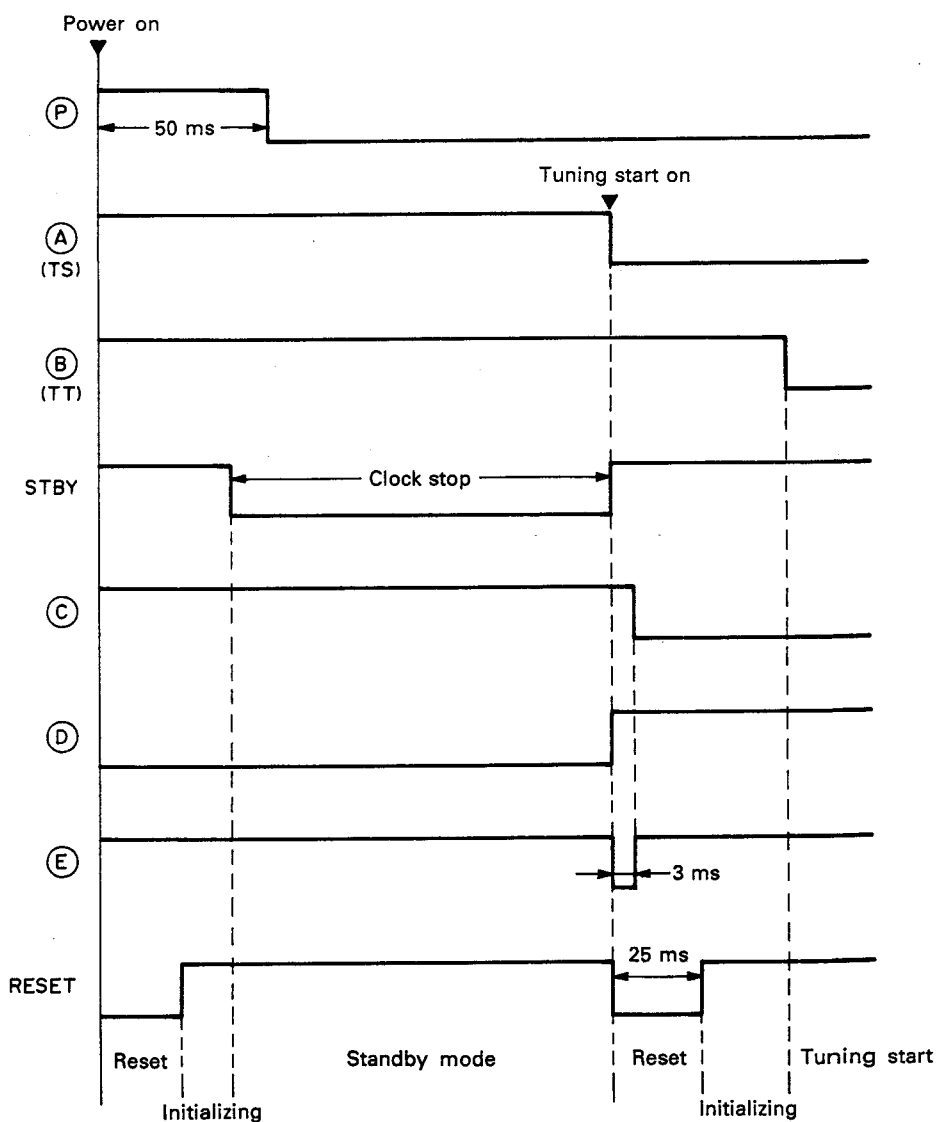 Power on
P
50 ms
Tuning start on
A
(TS)
B
(TT)
STBY
Clock stop
C
D
E
3 ms
RESET
25 ms
Reset
Standby mode
Reset
Tuning start
Initializing
Initializing